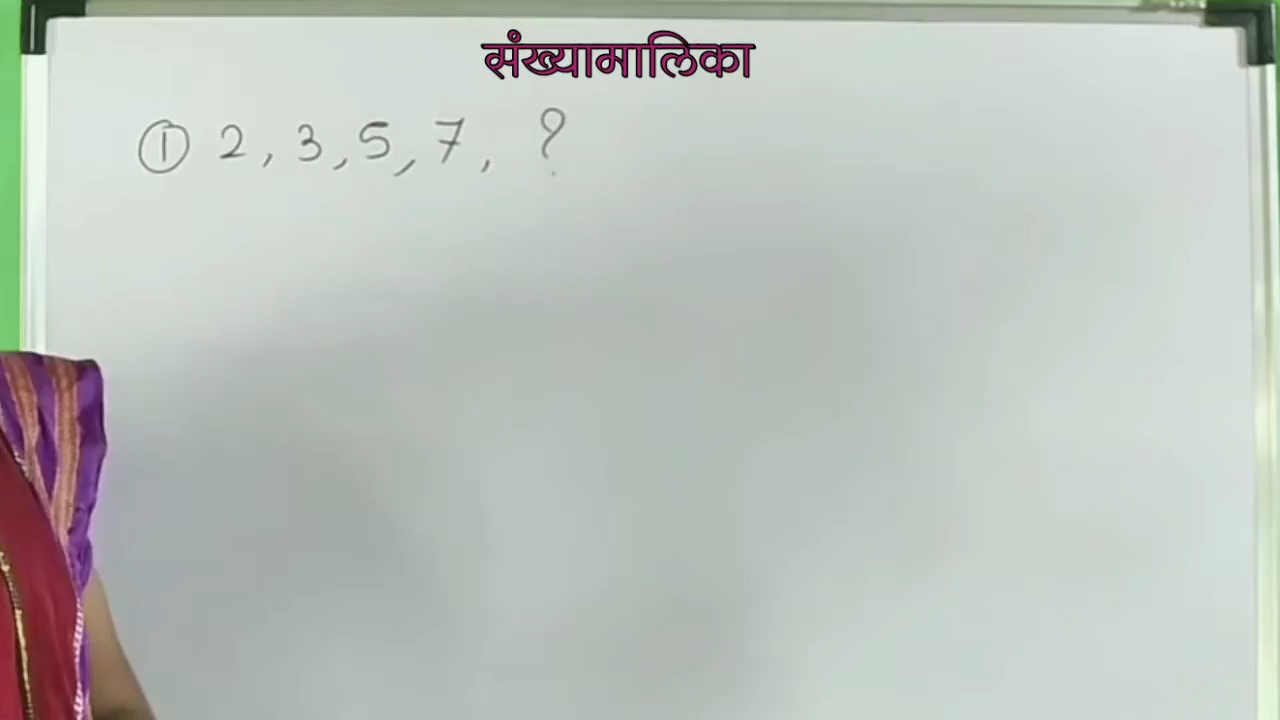 संख्यामालिका
① 2, 3, 5, 7, ?